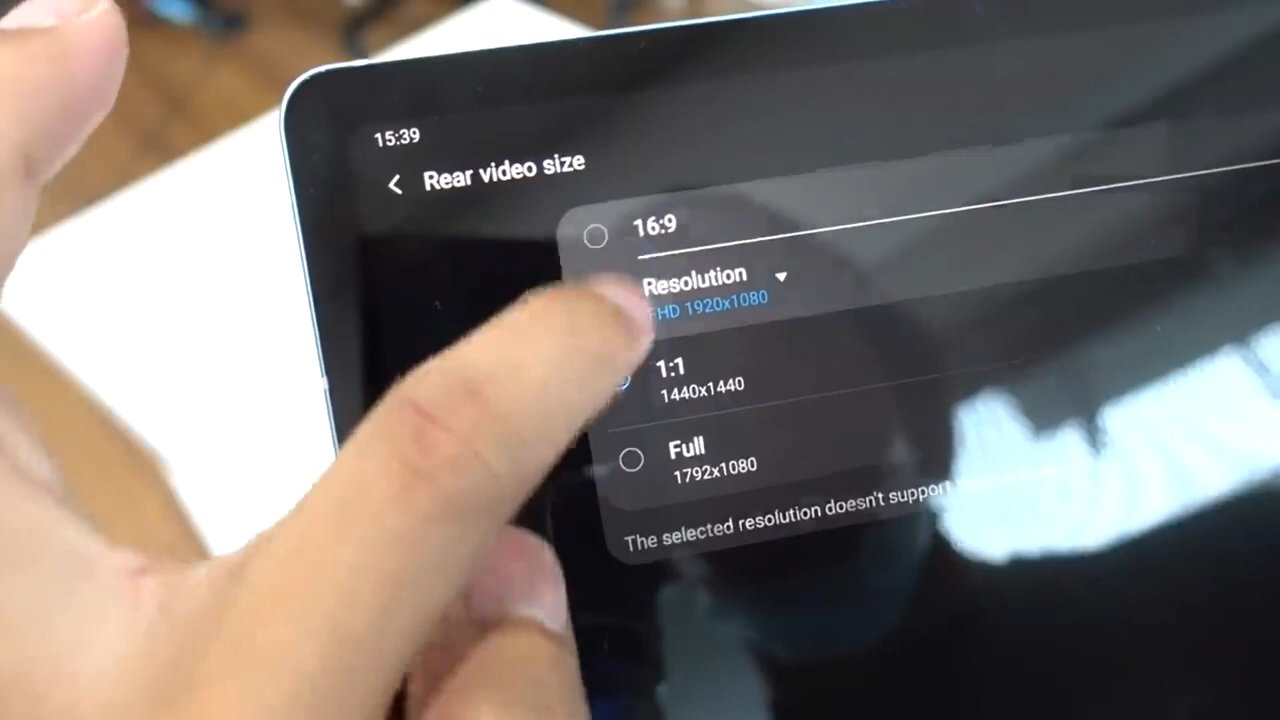 15:39
Rear video size
16:9
Resolution
FHD 1920x1080
1:1
1440x1440
Full
1792x1080
The selected resolution doesn't support